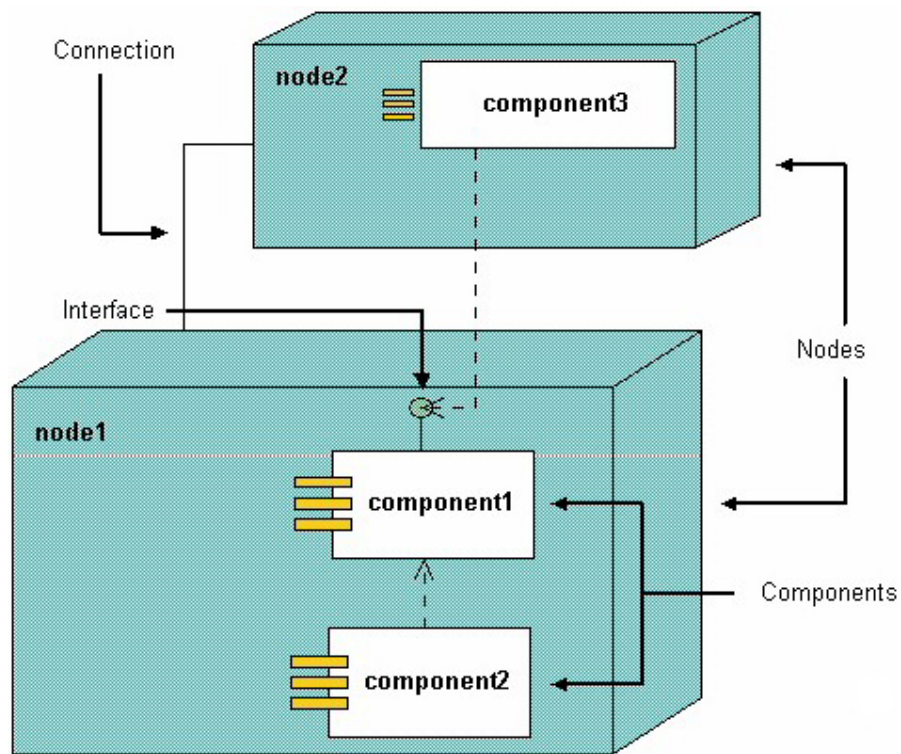 Connection
node2
component3
Interface
Nodes
node1
component1
Components
component2